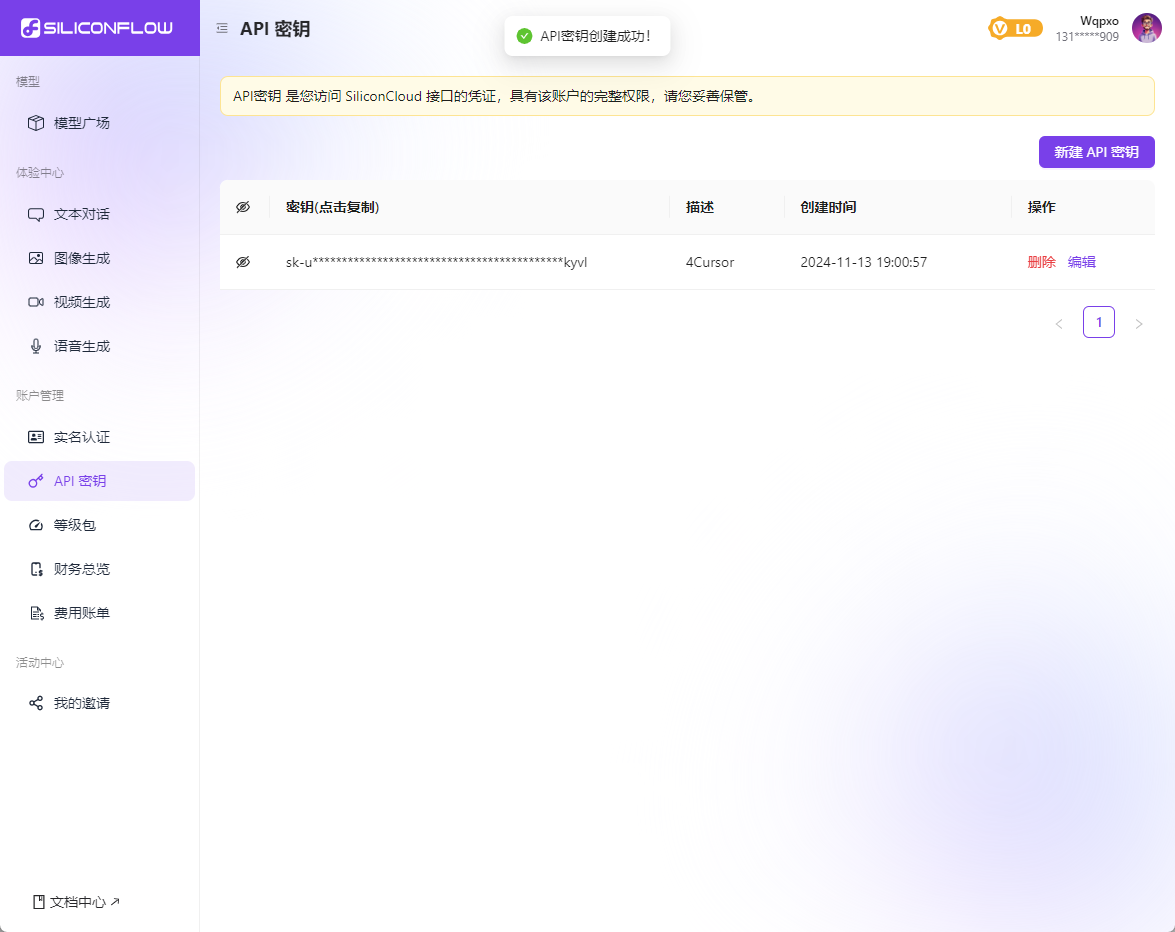 SILICONFLOW
API 密钥
API密钥创建成功！
L0
Wqpxo
131*****909
模型
模型广场
体验中心
文本对话
图像生成
视频生成
语音生成
账户管理
实名认证
API 密钥
等级包
财务总览
费用账单
活动中心
我的邀请
文档中心
API密钥 是您访问 SiliconCloud 接口的凭证，具有该账户的完整权限，请您妥善保管。
新建 API 密钥
密钥(点击复制) 描述 创建时间 操作
sk-u********************************************kyvl 4Cursor 2024-11-13 19:00:57 删除 编辑
1